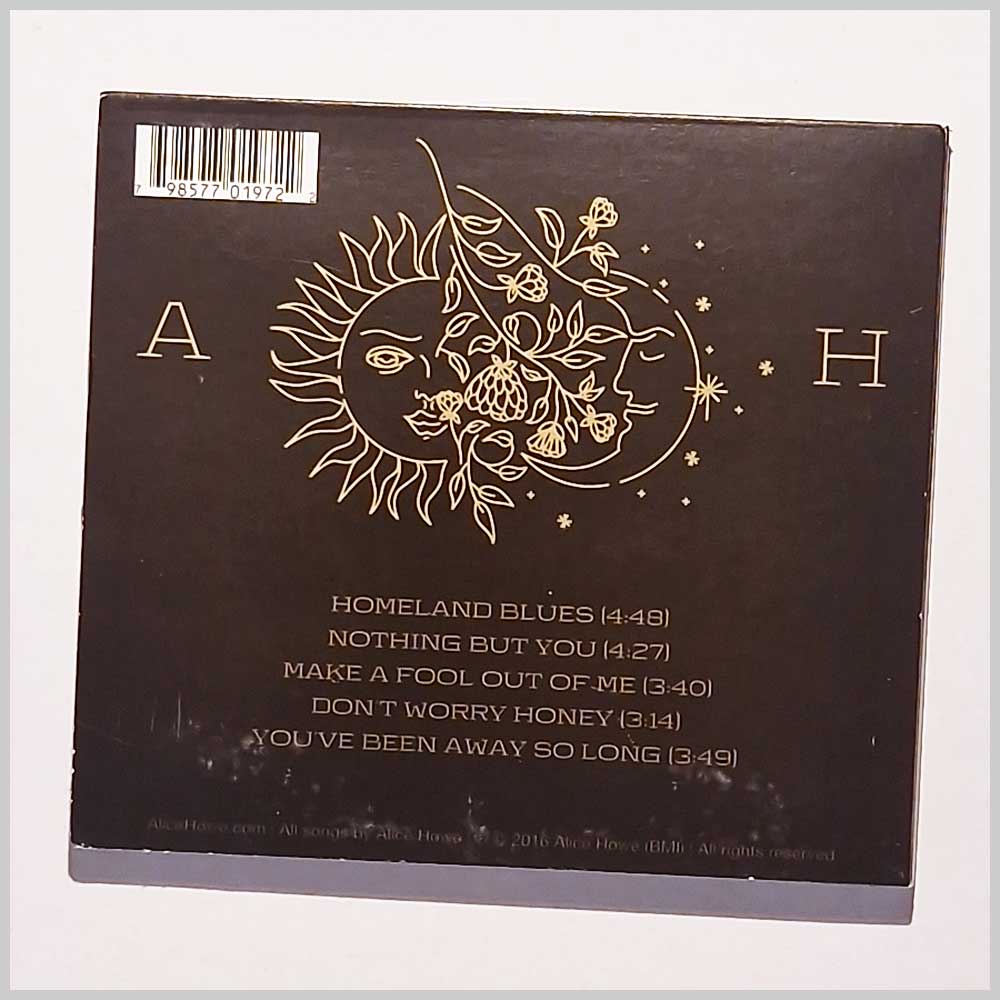 7 98577 01972 2
A H
HOMELAND BLUES (4:48)
NOTHING BUT YOU (4:27)
MAKE A FOOL OUT OF ME (3:40)
DON'T WORRY HONEY (3:14)
YOU'VE BEEN AWAY SO LONG (3:49)
AliceHowe.com · All songs by Alice Howe · ℗ © 2016 Alice Howe (BMI) · All rights reserved